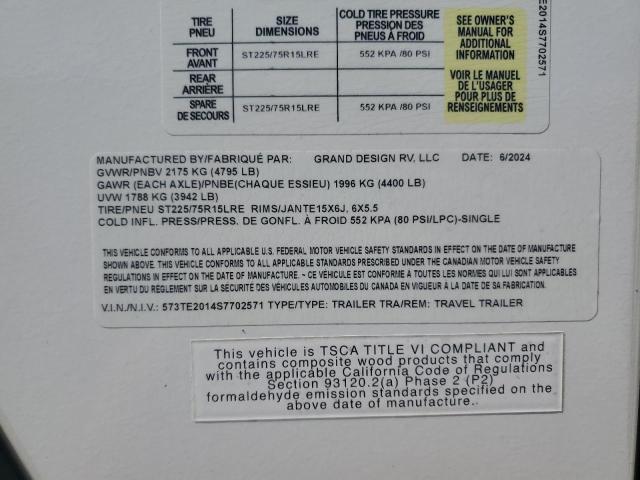 TIRE PNEU
SIZE DIMENSIONS
COLD TIRE PRESSURE PRESSION DES PNEUS À FROID
FRONT AVANT
ST225/75R15LRE
552 KPA /80 PSI
REAR ARRIÈRE
SPARE DE SECOURS
ST225/75R15LRE
552 KPA /80 PSI
SEE OWNER'S
MANUAL FOR
ADDITIONAL
INFORMATION
VOIR LE MANUEL
DE L'USAGER
POUR PLUS DE
RENSEIGNEMENTS
E2014S7702571
MANUFACTURED BY/FABRIQUÉ PAR: GRAND DESIGN RV, LLC DATE: 6/2024
GVWR/PNBV 2175 KG (4795 LB)
GAWR (EACH AXLE)/PNBE(CHAQUE ESSIEU) 1996 KG (4400 LB)
UVW 1788 KG (3942 LB)
TIRE/PNEU ST225/75R15LRE RIMS/JANTE15X6J, 6X5.5
COLD INFL. PRESS/PRESS. DE GONFL. À FROID 552 KPA (80 PSI/LPC)-SINGLE
THIS VEHICLE CONFORMS TO ALL APPLICABLE U.S. FEDERAL MOTOR VEHICLE SAFETY STANDARDS IN EFFECT ON THE DATE OF MANUFACTURE
SHOWN ABOVE. THIS VEHICLE CONFORMS TO ALL APPLICABLE STANDARDS PRESCRIBED UNDER THE CANADIAN MOTOR VEHICLE SAFETY
REGULATIONS IN EFFECT ON THE DATE OF MANUFACTURE. ~ CE VÉHICULE EST CONFORME À TOUTES LES NORMES QUI LUI SONT APPLICABLES
EN VERTU DU RÈGLEMENT SUR LA SÉCURITÉ DES VÉHICULES AUTOMOBILES DU CANADA EN VIGUEUR À LA DATE DE SA FABRICATION.
V.I.N./N.I.V.: 573TE2014S7702571 TYPE/TYPE: TRAILER TRA/REM: TRAVEL TRAILER
This vehicle is TSCA TITLE VI COMPLIANT and
contains composite wood products that comply
with the applicable California Code of Regulations
Section 93120.2(a) Phase 2 (P2)
formaldehyde emission standards specified on the
above date of manufacture..